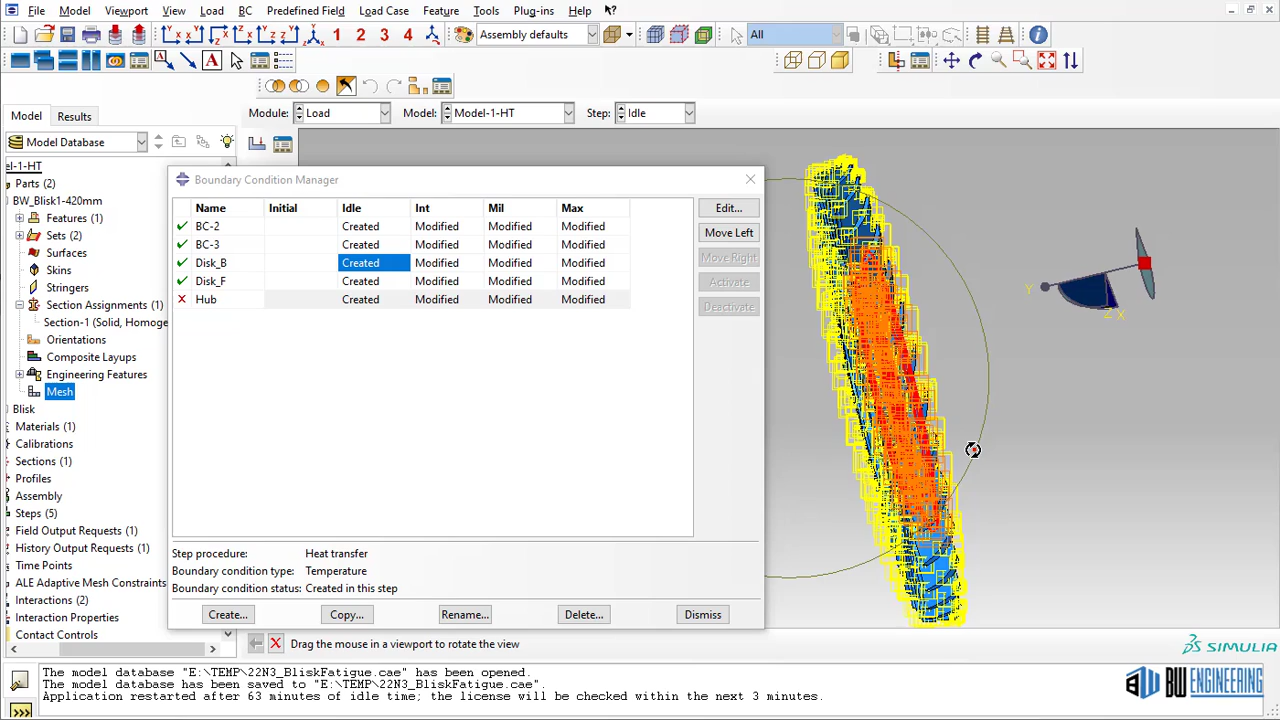 File Model Viewport View Load BC Predefined Field Load Case Feature Tools Plug-ins Help
1 2 3 4 Assembly defaults All
A
Module: Load Model: Model-1-HT Step: Idle
Model Results
Model Database
el-1-HT
Parts (2)
BW_Blisk1-420mm
Features (1)
Sets (2)
Surfaces
Skins
Stringers
Section Assignments (1)
Section-1 (Solid, Homoge
Orientations
Composite Layups
Engineering Features
Mesh
Blisk
Materials (1)
Calibrations
Sections (1)
Profiles
Assembly
Steps (5)
Field Output Requests (1)
History Output Requests (1)
Time Points
ALE Adaptive Mesh Constraints
Interactions (2)
Interaction Properties
Contact Controls
Boundary Condition Manager
Name Initial Idle Int Mil Max
BC-2 Created Modified Modified Modified
BC-3 Created Modified Modified Modified
Disk_B Created Modified Modified Modified
Disk_F Created Modified Modified Modified
Hub Created Modified Modified Modified
Edit...
Move Left
Move Right
Activate
Deactivate
Step procedure: Heat transfer
Boundary condition type: Temperature
Boundary condition status: Created in this step
Create... Copy... Rename... Delete... Dismiss
Y Z X
Drag the mouse in a viewport to rotate the view
SIMULIA
The model database "E:\TEMP\22N3_BliskFatigue.cae" has been opened.
The model database has been saved to "E:\TEMP\22N3_BliskFatigue.cae".
Application restarted after 63 minutes of idle time; the license will be checked within the next 3 minutes.
BW ENGINEERING